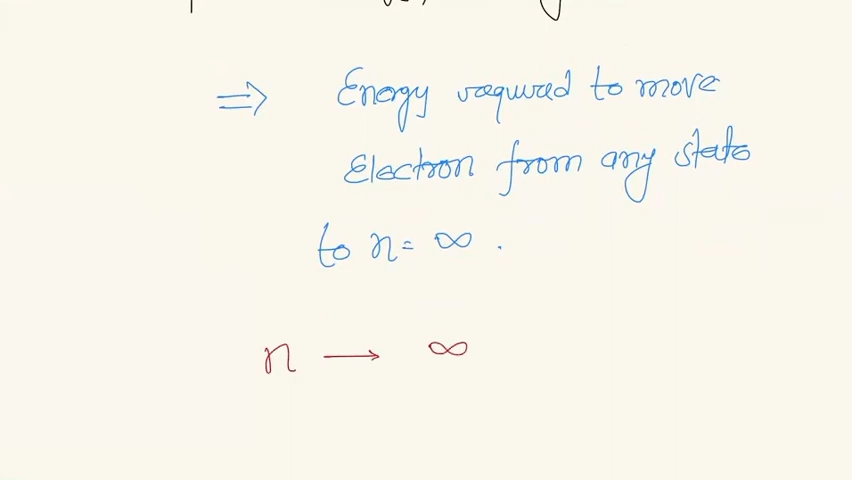 ⇒ Energy required to move
Electron from any state
to n = ∞ .
n → ∞